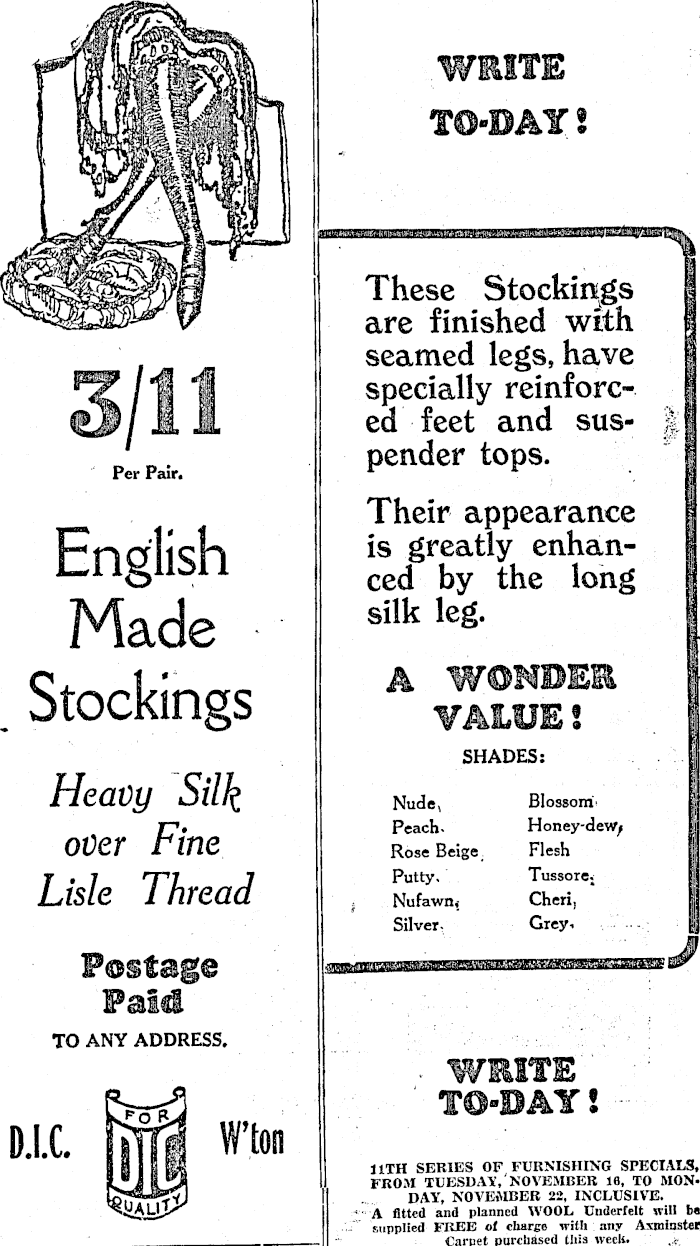 3/11
Per Pair.
English
Made
Stockings
Heavy Silk
over Fine
Lisle Thread
Postage
Paid
TO ANY ADDRESS.
D.I.C.
FOR
DIC
QUALITY
W'ton
WRITE
TO-DAY!
These Stockings
are finished with
seamed legs, have
specially reinforc-
ed feet and sus-
pender tops.
Their appearance
is greatly enhan-
ced by the long
silk leg.
A WONDER
VALUE!
SHADES:
Nude,
Peach.
Rose Beige,
Putty.
Nufawn,
Silver.
Blossom
Honey-dew,
Flesh
Tussore,
Cheri,
Grey.
WRITE
TO-DAY!
11TH SERIES OF FURNISHING SPECIALS,
FROM TUESDAY, NOVEMBER 16, TO MON-
DAY, NOVEMBER 22, INCLUSIVE.
A fitted and planned WOOL Underfelt will be
supplied FREE of charge with any Axminster
Carpet purchased this week.